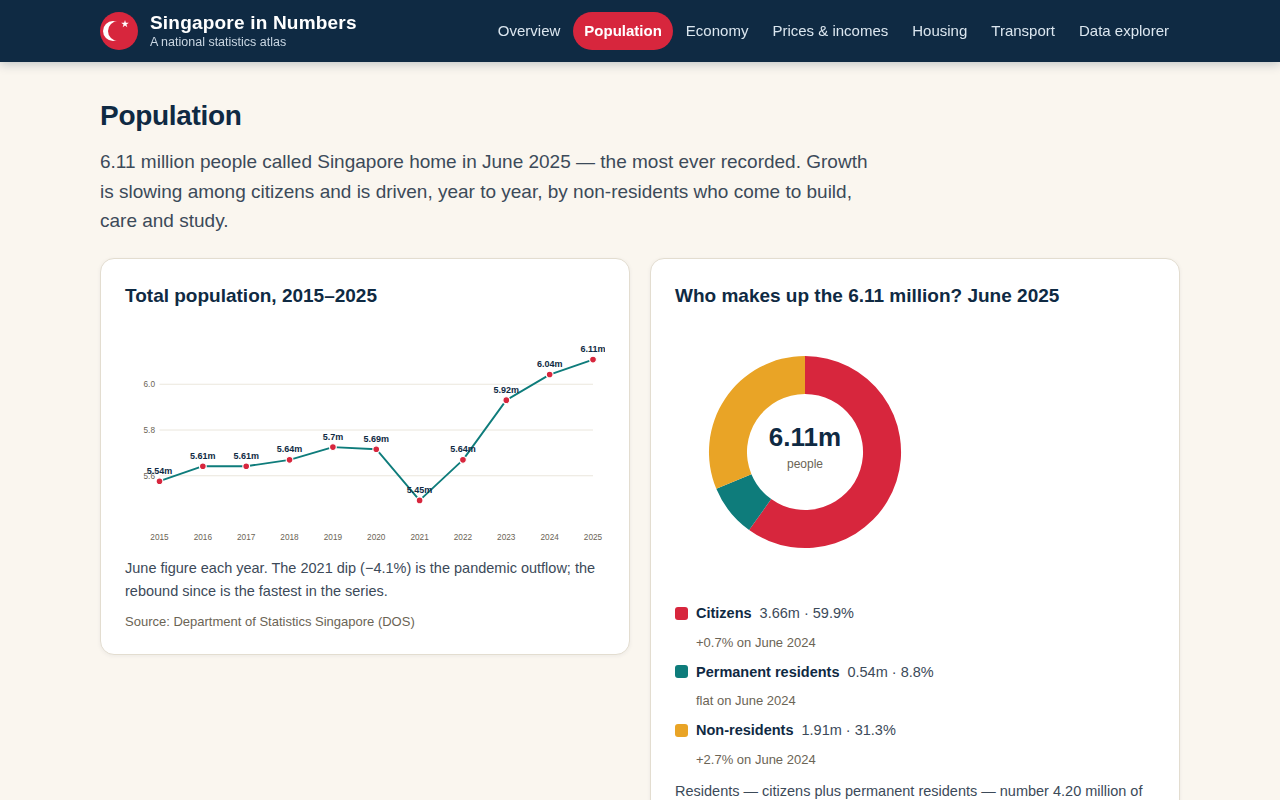 Singapore in Numbers
A national statistics atlas
Overview
Population
Economy
Prices & incomes
Housing
Transport
Data explorer
Population
6.11 million people called Singapore home in June 2025 — the most ever recorded. Growth
is slowing among citizens and is driven, year to year, by non-residents who come to build,
care and study.
Total population, 2015–2025
6.0
5.8
5.6
5.54m
5.61m
5.61m
5.64m
5.7m
5.69m
5.45m
5.64m
5.92m
6.04m
6.11m
2015
2016
2017
2018
2019
2020
2021
2022
2023
2024
2025
June figure each year. The 2021 dip (−4.1%) is the pandemic outflow; the
rebound since is the fastest in the series.
Source: Department of Statistics Singapore (DOS)
Who makes up the 6.11 million? June 2025
6.11m
people
Citizens 3.66m · 59.9%
+0.7% on June 2024
Permanent residents 0.54m · 8.8%
flat on June 2024
Non-residents 1.91m · 31.3%
+2.7% on June 2024
Residents — citizens plus permanent residents — number 4.20 million of